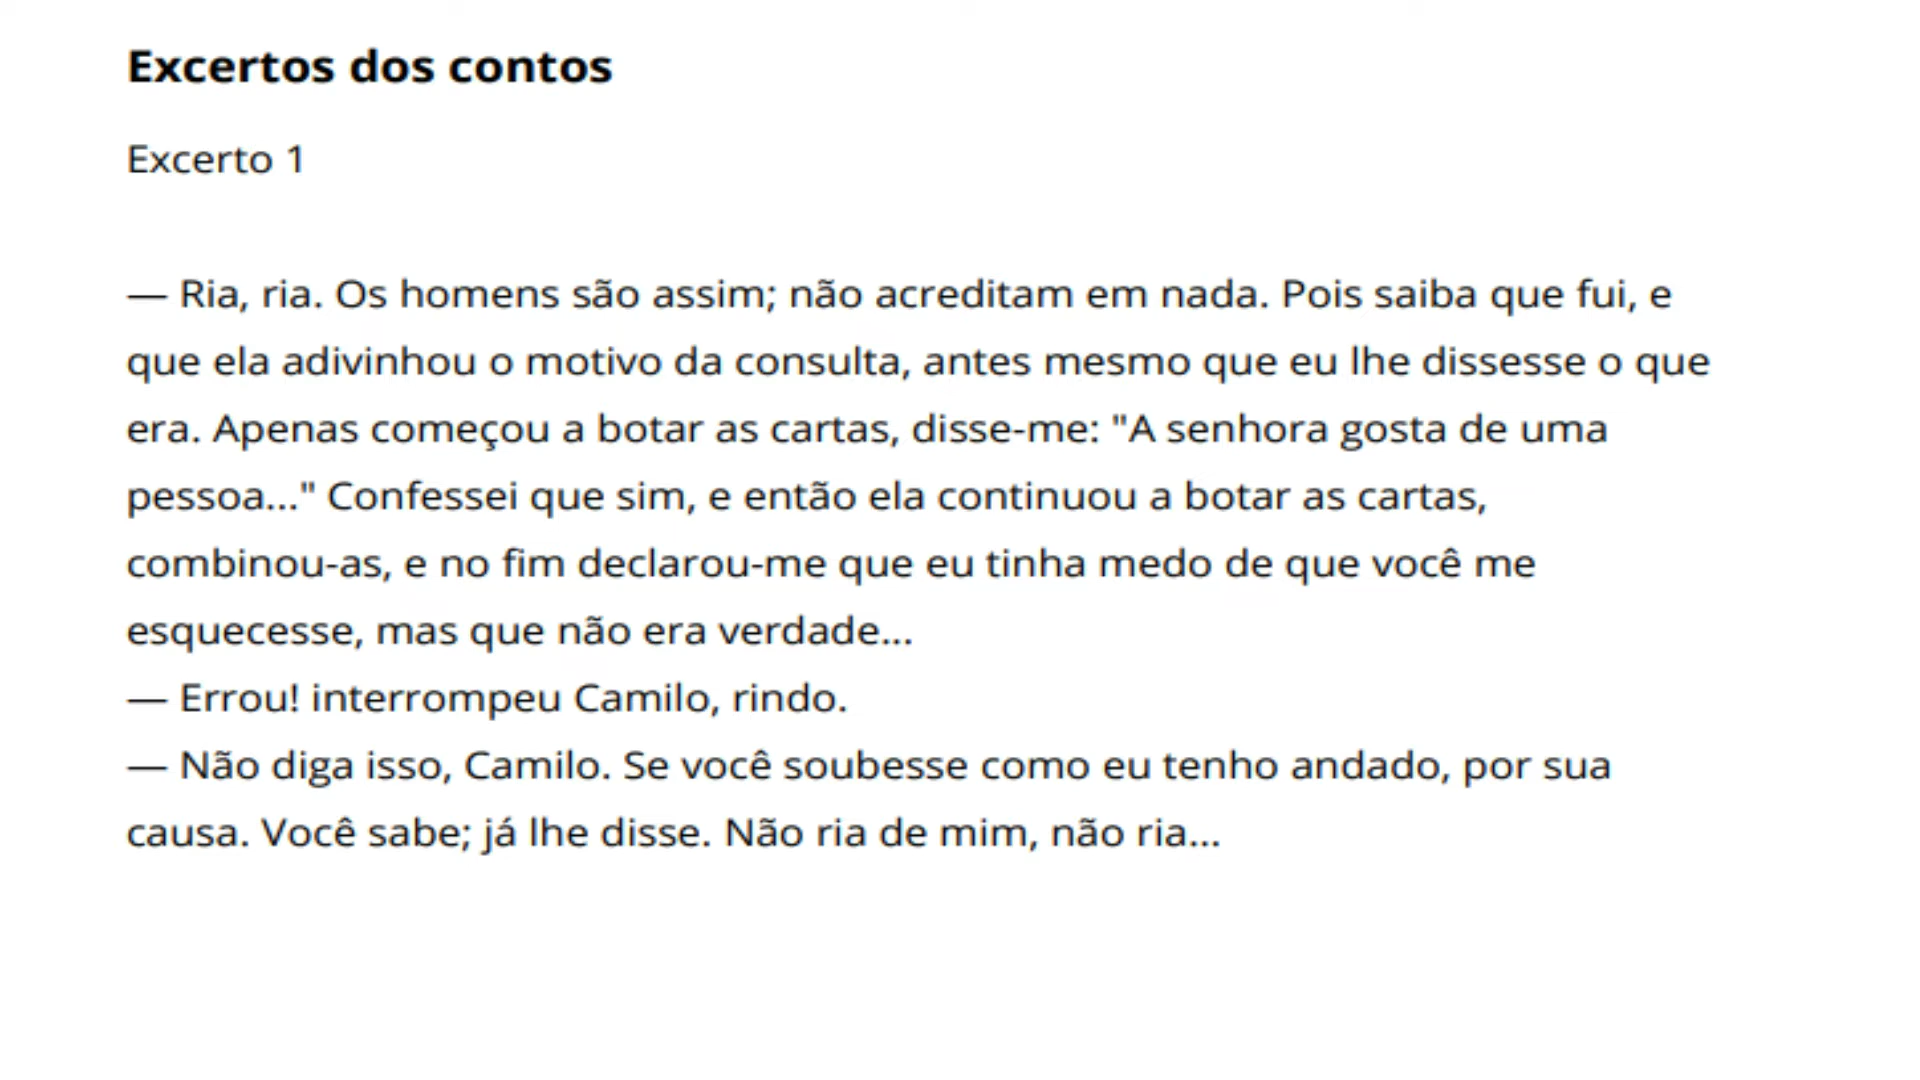 Excertos dos contos
Excerto 1
— Ria, ria. Os homens são assim; não acreditam em nada. Pois saiba que fui, e
que ela adivinhou o motivo da consulta, antes mesmo que eu lhe dissesse o que
era. Apenas começou a botar as cartas, disse-me: "A senhora gosta de uma
pessoa..." Confessei que sim, e então ela continuou a botar as cartas,
combinou-as, e no fim declarou-me que eu tinha medo de que você me
esquecesse, mas que não era verdade...
— Errou! interrompeu Camilo, rindo.
— Não diga isso, Camilo. Se você soubesse como eu tenho andado, por sua
causa. Você sabe; já lhe disse. Não ria de mim, não ria...